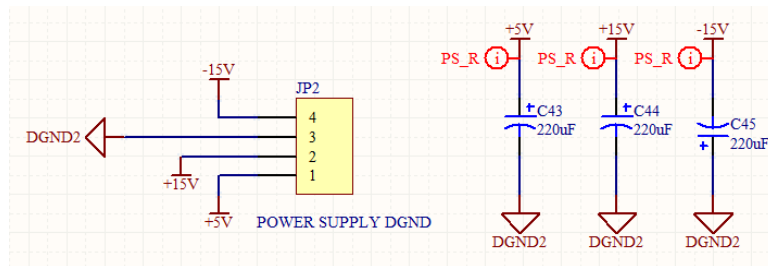 +5V +15V -15V
PS_R i PS_R i PS_R i
-15V
JP2
4
DGND2 3
2
+15V
1
+5V
POWER SUPPLY DGND
+ C43
220uF
+ C44
220uF
C45
+ 220uF
DGND2 DGND2 DGND2